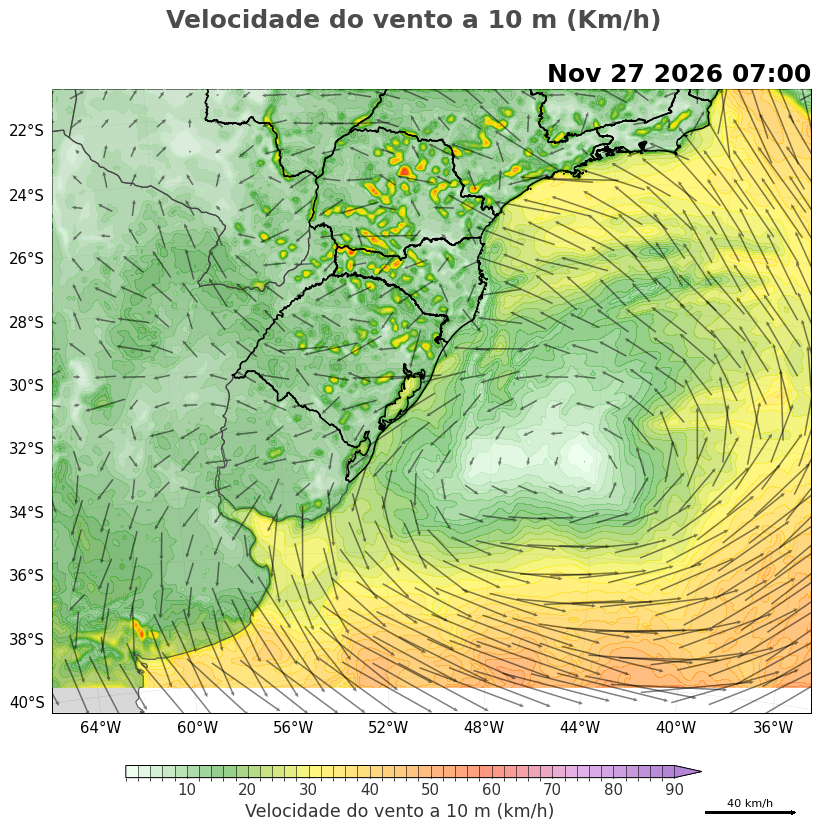 Velocidade do vento a 10 m (Km/h)
Nov 27 2026 07:00
22°S
24°S
26°S
28°S
30°S
32°S
34°S
36°S
38°S
40°S
64°W 60°W 56°W 52°W 48°W 44°W 40°W 36°W
10 20 30 40 50 60 70 80 90
Velocidade do vento a 10 m (km/h)
40 km/h